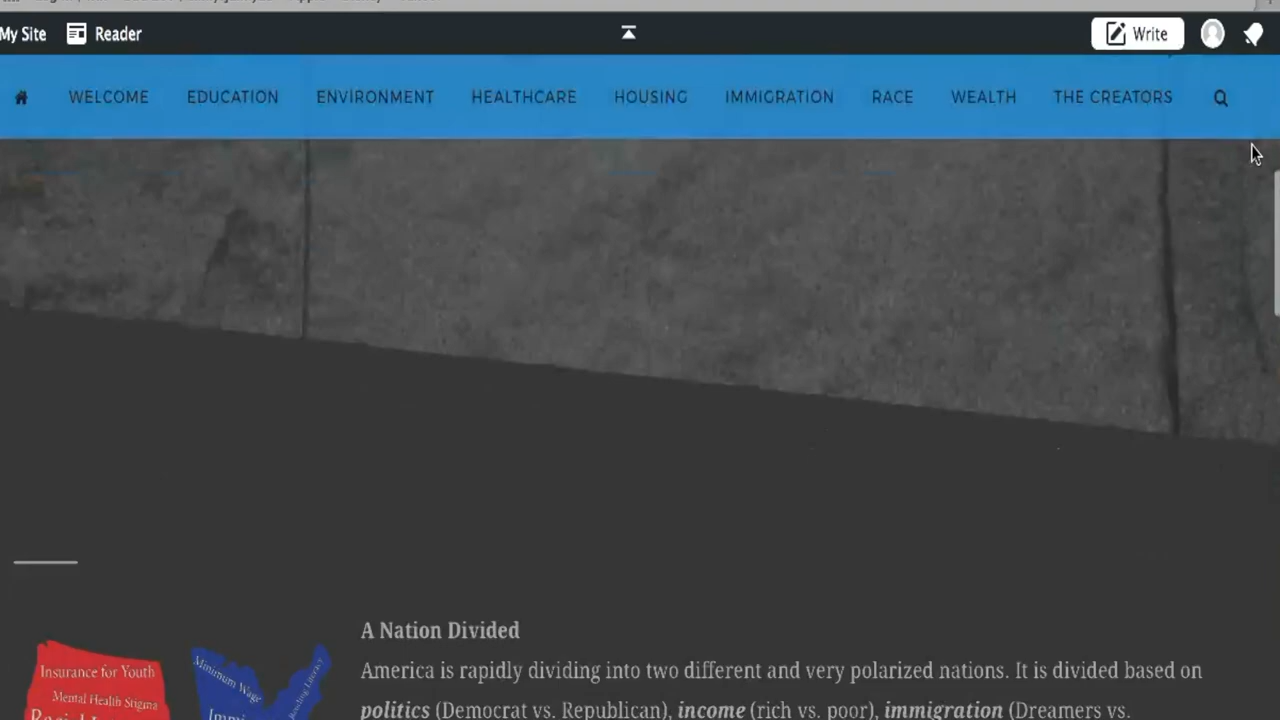 My Site Reader Write
WELCOME EDUCATION ENVIRONMENT HEALTHCARE HOUSING IMMIGRATION RACE WEALTH THE CREATORS
A Nation Divided
America is rapidly dividing into two different and very polarized nations. It is divided based on
politics (Democrat vs. Republican), income (rich vs. poor), immigration (Dreamers vs.
Insurance for Youth
Mental Health Stigma
Minimum Wage